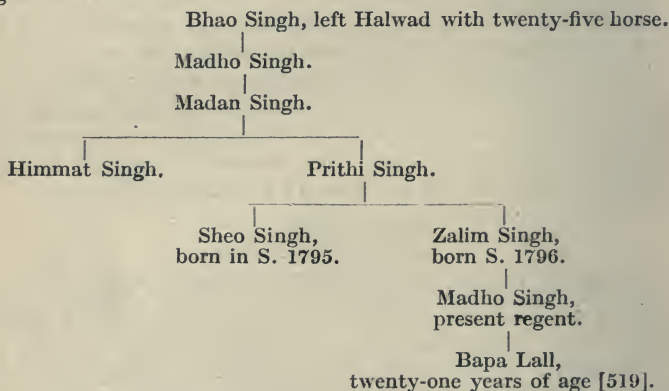 Bhao Singh, left Halwad with twenty-five horse.
Madho Singh.
Madan Singh.
Himmat Singh. Prithi Singh.
Sheo Singh, Zalim Singh,
born in S. 1795. born S. 1796.
Madho Singh,
present regent.
Bapa Lall,
twenty-one years of age [519].